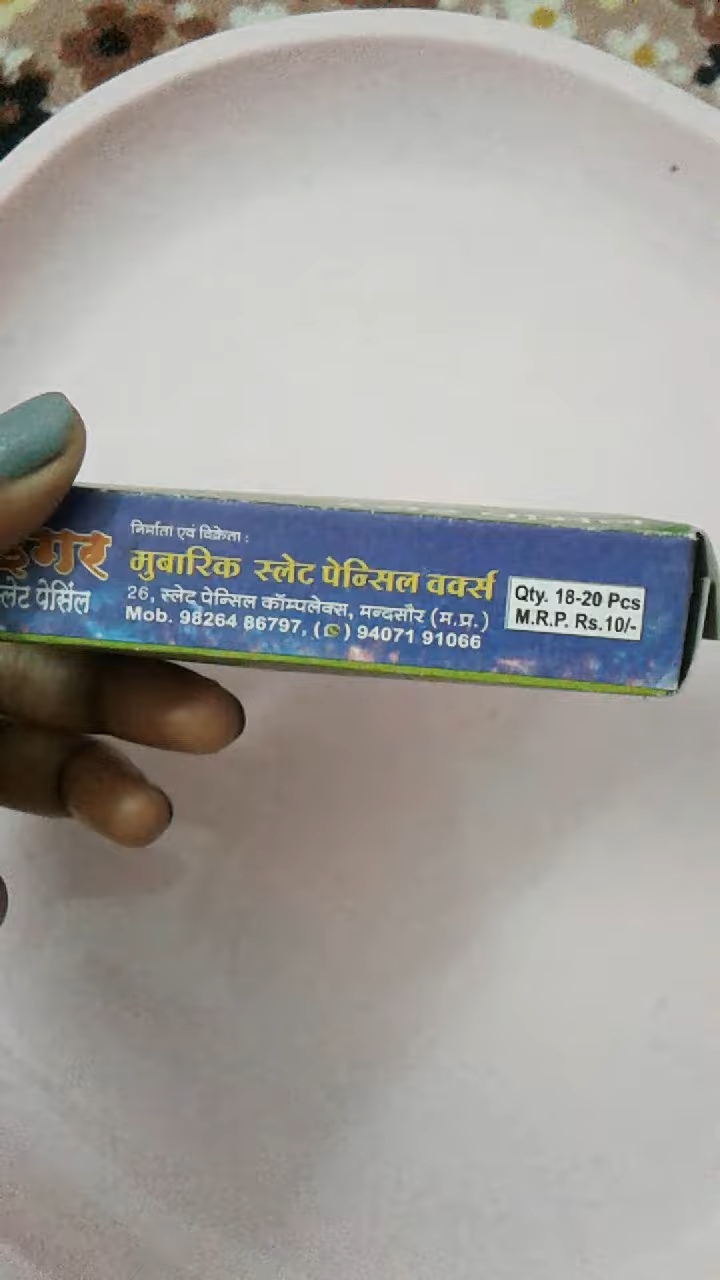 स्लेट पेंसिल
निर्माता एवं विक्रेता :
मुबारिक स्लेट पेन्सिल वर्क्स
26, स्लेट पेन्सिल कॉम्पलेक्स, मन्दसौर (म.प्र.)
Mob. 98264 86797, ( ) 94071 91066
Qty. 18-20 Pcs
M.R.P. Rs.10/-